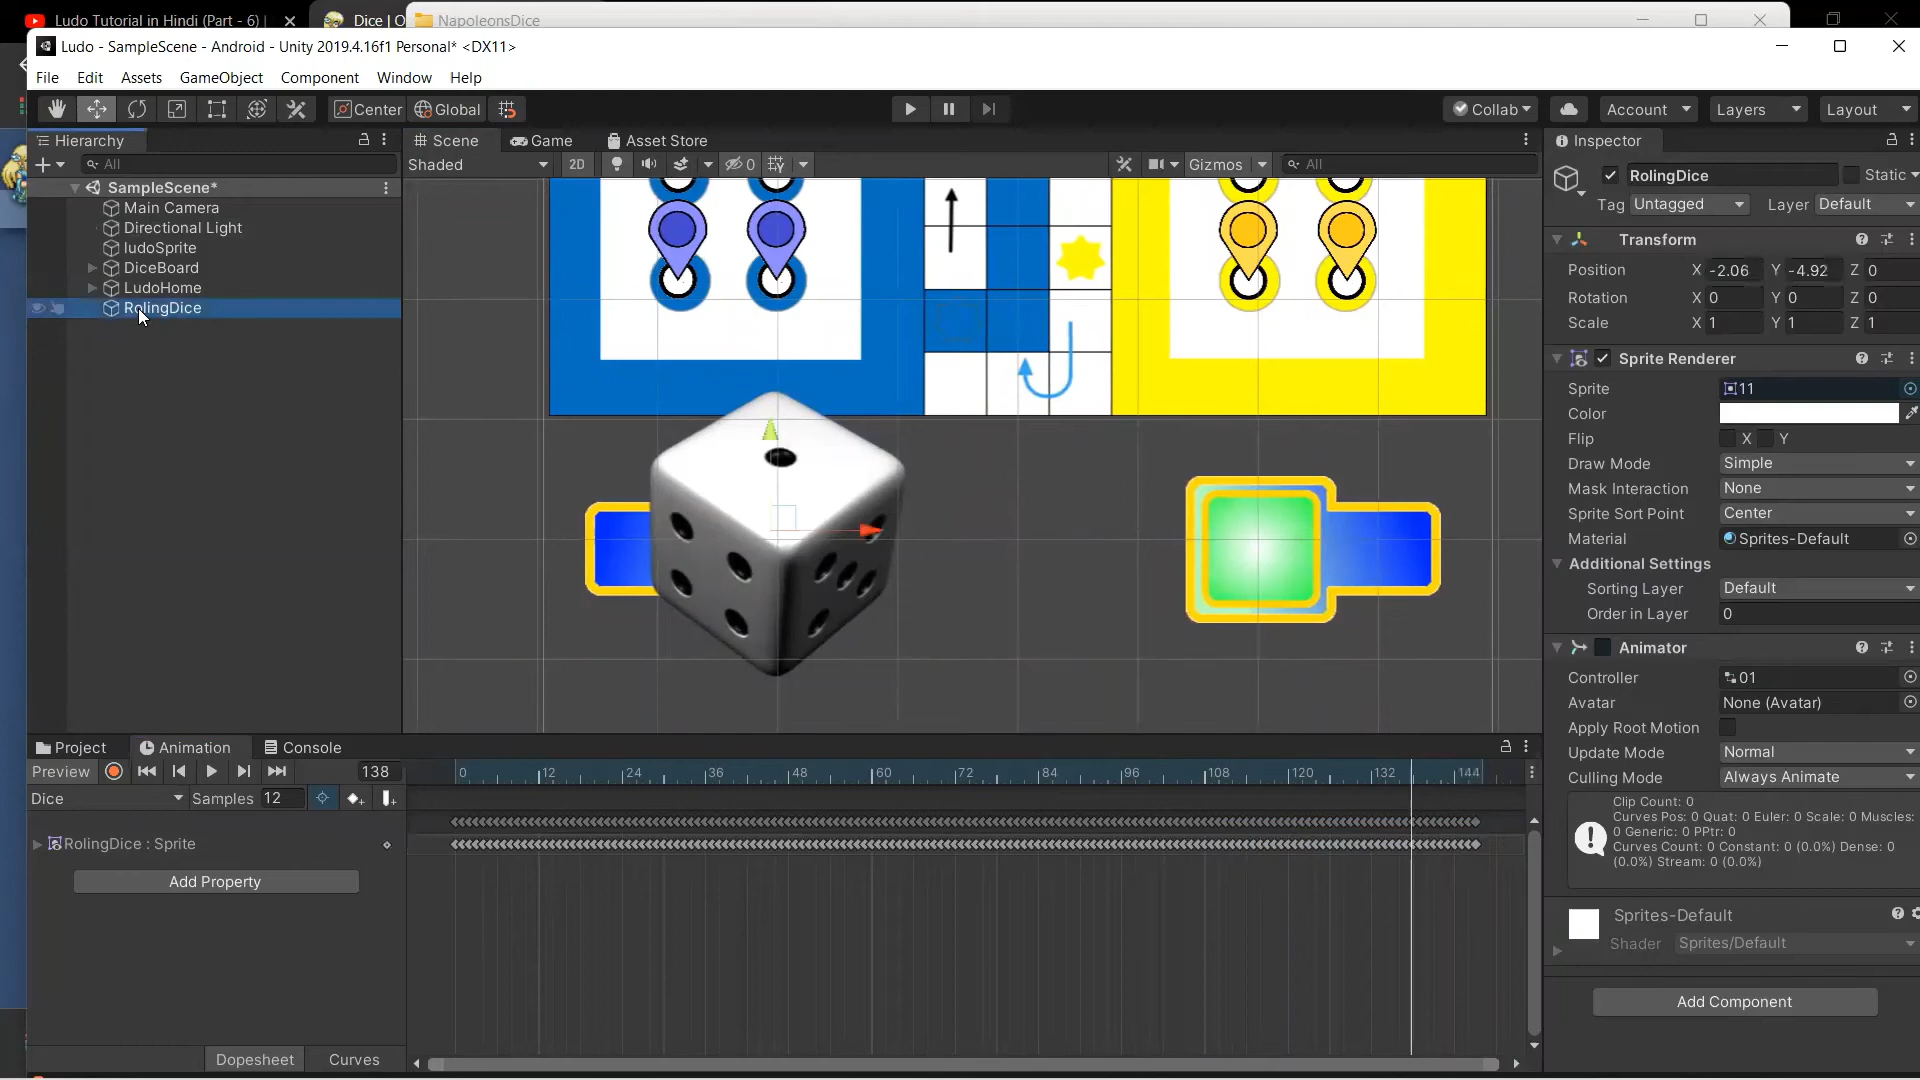 Ludo Tutorial in Hindi (Part - 6) |
Dice | O
NapoleonsDice
Ludo - SampleScene - Android - Unity 2019.4.16f1 Personal* <DX11>
File Edit Assets GameObject Component Window Help
Center Global Collab Account Layers Layout
Hierarchy
All
SampleScene*
Main Camera
Directional Light
ludoSprite
DiceBoard
LudoHome
RolingDice
Scene Game Asset Store
Shaded 2D 0 Gizmos All
Inspector
RolingDice Static
Tag Untagged Layer Default
Transform
Position X -2.06 Y -4.92 Z 0
Rotation X 0 Y 0 Z 0
Scale X 1 Y 1 Z 1
Sprite Renderer
Sprite 11
Color
Flip X Y
Draw Mode Simple
Mask Interaction None
Sprite Sort Point Center
Material Sprites-Default
Additional Settings
Sorting Layer Default
Order in Layer 0
Animator
Controller 01
Avatar None (Avatar)
Apply Root Motion
Update Mode Normal
Culling Mode Always Animate
Clip Count: 0
Curves Pos: 0 Quat: 0 Euler: 0 Scale: 0 Muscles:
0 Generic: 0 PPtr: 0
Curves Count: 0 Constant: 0 (0.0%) Dense: 0
(0.0%) Stream: 0 (0.0%)
Sprites-Default
Shader Sprites/Default
Add Component
Project Animation Console
Preview 138 0 12 24 36 48 60 72 84 96 108 120 132 144
Dice Samples 12
RolingDice : Sprite
Add Property
Dopesheet Curves